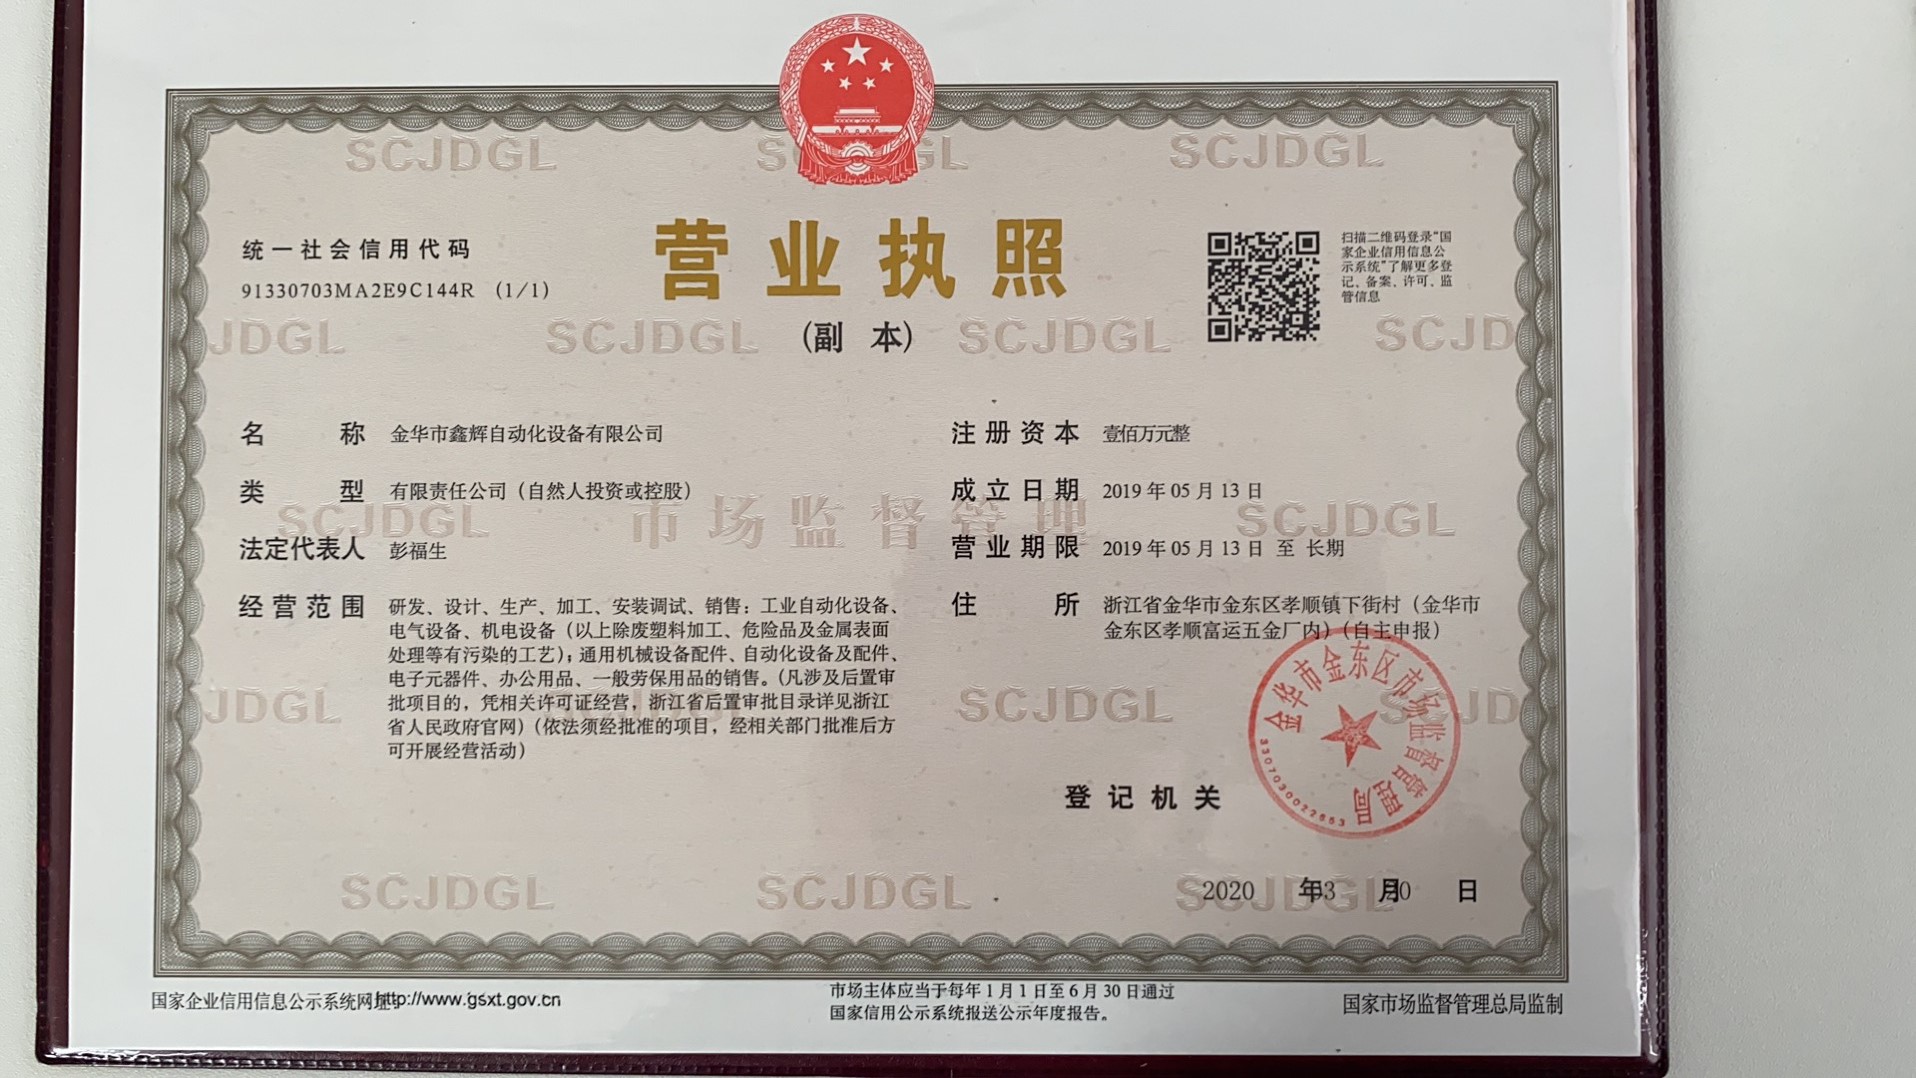 营业执照
(副 本)
统一社会信用代码
91330703MA2E9C144R (1/1)
扫描二维码登录“国
家企业信用信息公
示系统”了解更多登
记、备案、许可、监
管信息
名 称 金华市鑫辉自动化设备有限公司
类 型 有限责任公司（自然人投资或控股）
法定代表人 彭福生
经营范围 研发、设计、生产、加工、安装调试、销售：工业自动化设备、
电气设备、机电设备（以上除废塑料加工、危险品及金属表面
处理等有污染的工艺）；通用机械设备配件、自动化设备及配件、
电子元器件、办公用品、一般劳保用品的销售。（凡涉及后置审
批项目的，凭相关许可证经营，浙江省后置审批目录详见浙江
省人民政府官网）（依法须经批准的项目，经相关部门批准后方
可开展经营活动）
注册资本 壹佰万元整
成立日期 2019年05月13日
营业期限 2019年05月13日 至 长期
住 所 浙江省金华市金东区孝顺镇下街村（金华市
金东区孝顺富运五金厂内）（自主申报）
登记机关
金华市金东区市场监督管理局
2020 年3 月 日
市场监督管理
SCJDGL
国家企业信用信息公示系统网址：http://www.gsxt.gov.cn
市场主体应当于每年1月1日至6月30日通过
国家信用公示系统报送公示年度报告。
国家市场监督管理总局监制